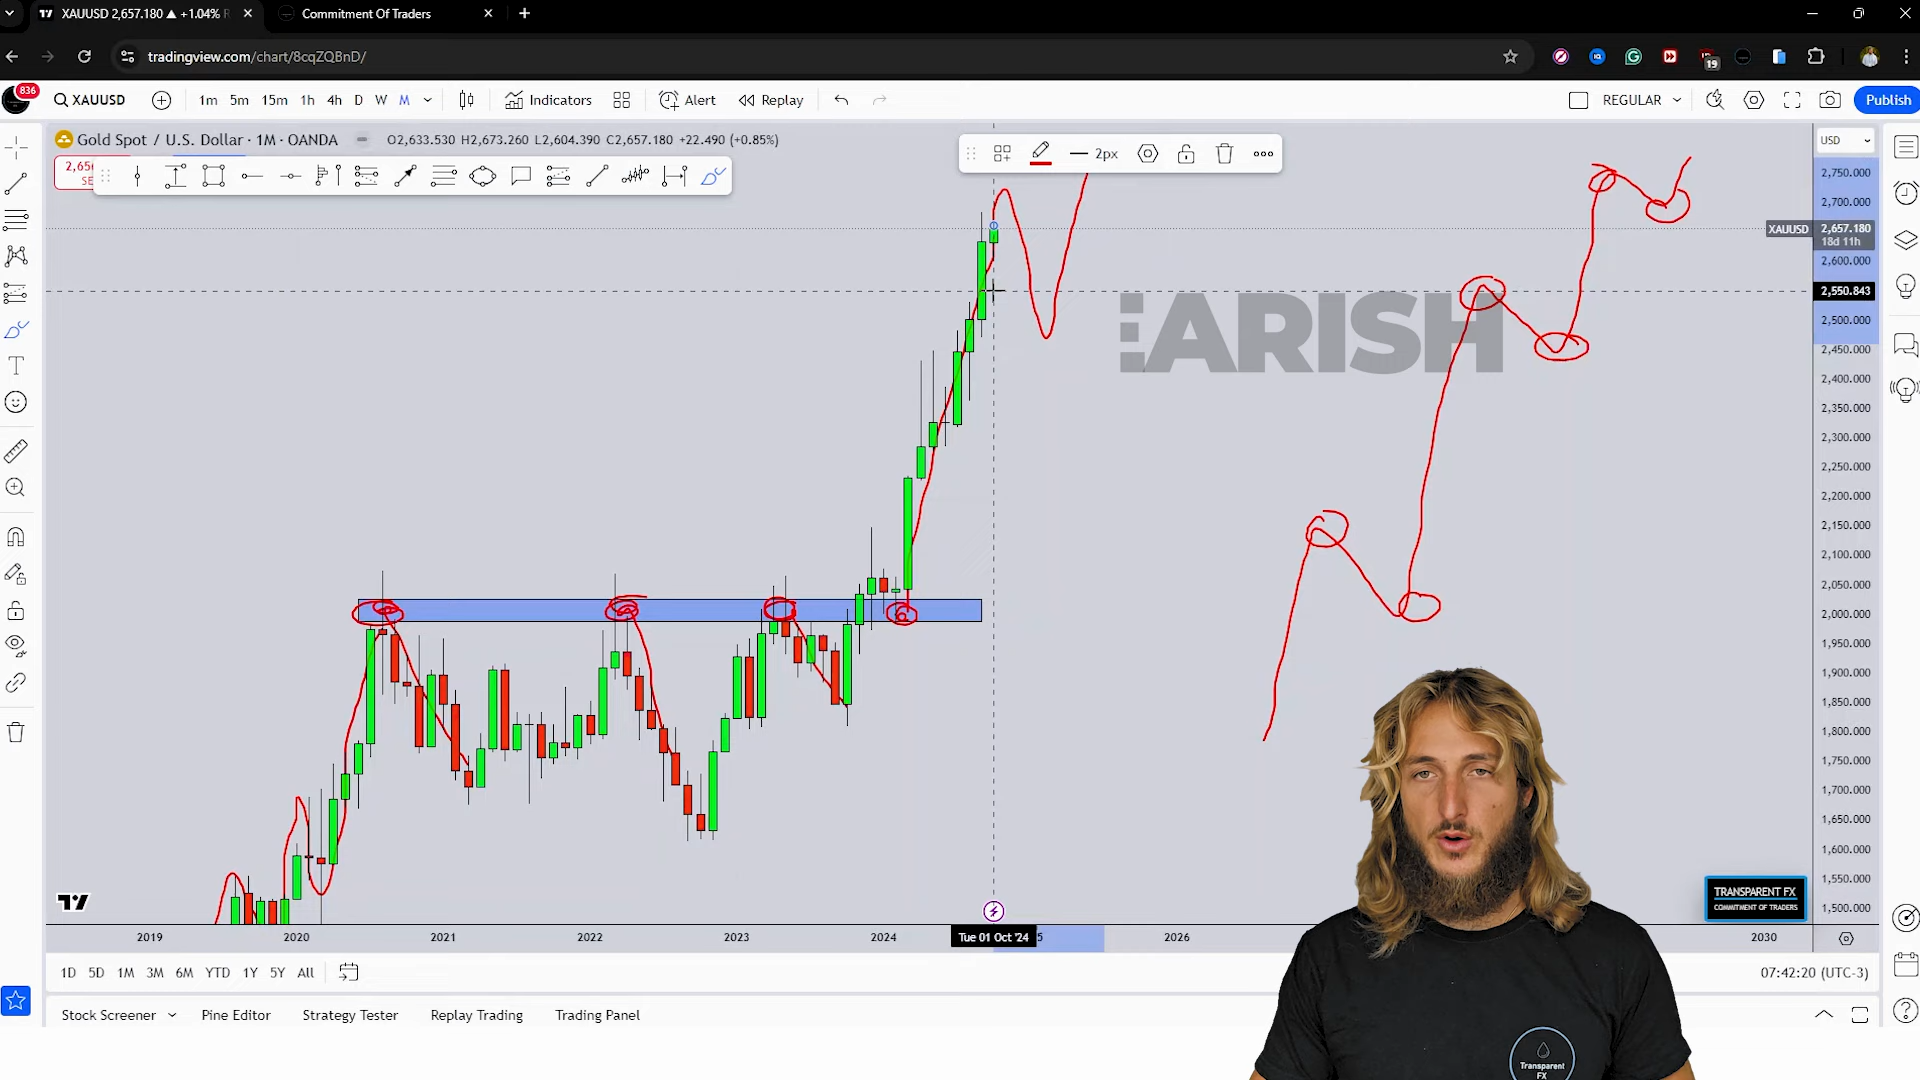 XAUUSD 2,657.180 ▲ +1.04% R
Commitment Of Traders
tradingview.com/chart/8cqZQBnD/
19
836
XAUUSD
1m 5m 15m 1h 4h D W M
Indicators
Alert
Replay
REGULAR
Publish
Gold Spot / U.S. Dollar · 1M · OANDA
O2,633.530 H2,673.260 L2,604.390 C2,657.180 +22.490 (+0.85%)
USD
2px
2,750.000
2,700.000
XAUUSD 2,657.180
18d 11h
2,600.000
2,550.843
2,500.000
2,450.000
2,400.000
2,350.000
2,300.000
2,250.000
2,200.000
2,150.000
2,100.000
2,050.000
2,000.000
1,950.000
1,900.000
1,850.000
1,800.000
1,750.000
1,700.000
1,650.000
1,600.000
1,550.000
1,500.000
EARISH
TRANSPARENT FX
COMMITMENT OF TRADERS
2019 2020 2021 2022 2023 2024 Tue 01 Oct '24 5 2026 2030
1D 5D 1M 3M 6M YTD 1Y 5Y All
07:42:20 (UTC-3)
Stock Screener Pine Editor Strategy Tester Replay Trading Trading Panel
Transparent
FX